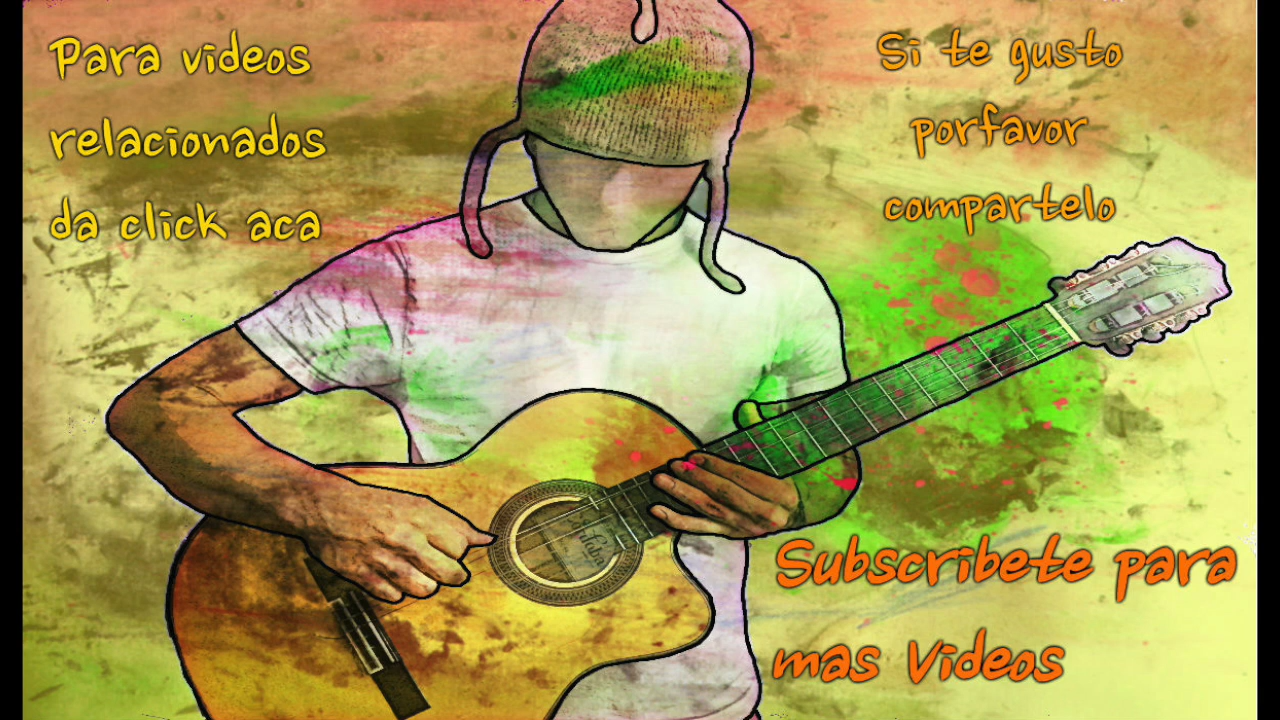 Para videos
relacionados
da click aca
Si te gusto
porfavor
compartelo
Subscribete para
mas Videos